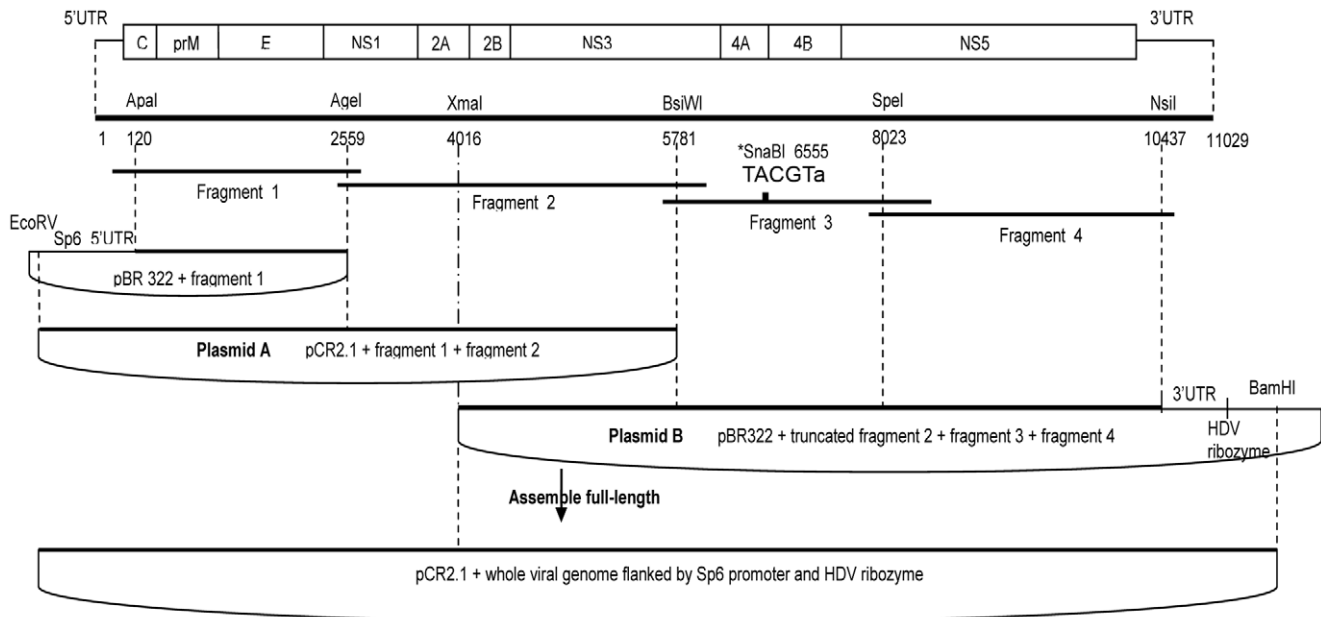 5'UTR 3'UTR
C prM E NS1 2A 2B NS3 4A 4B NS5
ApaI AgeI XmaI BsiWI SpeI NsiI
1 120 2559 4016 5781 8023 10437 11029
*SnaBI 6555
TACGTa
Fragment 1
Fragment 2
Fragment 3
Fragment 4
EcoRV
Sp6 5'UTR
pBR 322 + fragment 1
Plasmid A pCR2.1 + fragment 1 + fragment 2
3'UTR BamHI
Plasmid B pBR322 + truncated fragment 2 + fragment 3 + fragment 4
HDV
ribozyme
Assemble full-length
pCR2.1 + whole viral genome flanked by Sp6 promoter and HDV ribozyme